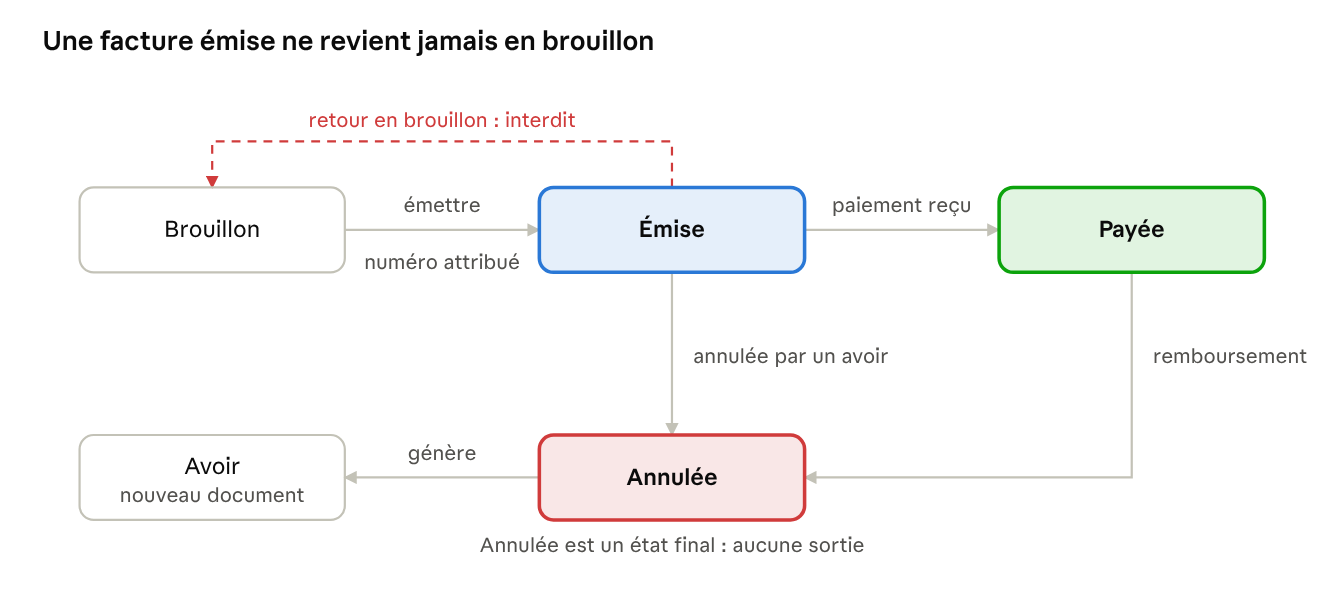 Une facture émise ne revient jamais en brouillon
retour en brouillon : interdit
Brouillon
émettre
numéro attribué
Émise
paiement reçu
Payée
annulée par un avoir
remboursement
Avoir
nouveau document
génère
Annulée
Annulée est un état final : aucune sortie